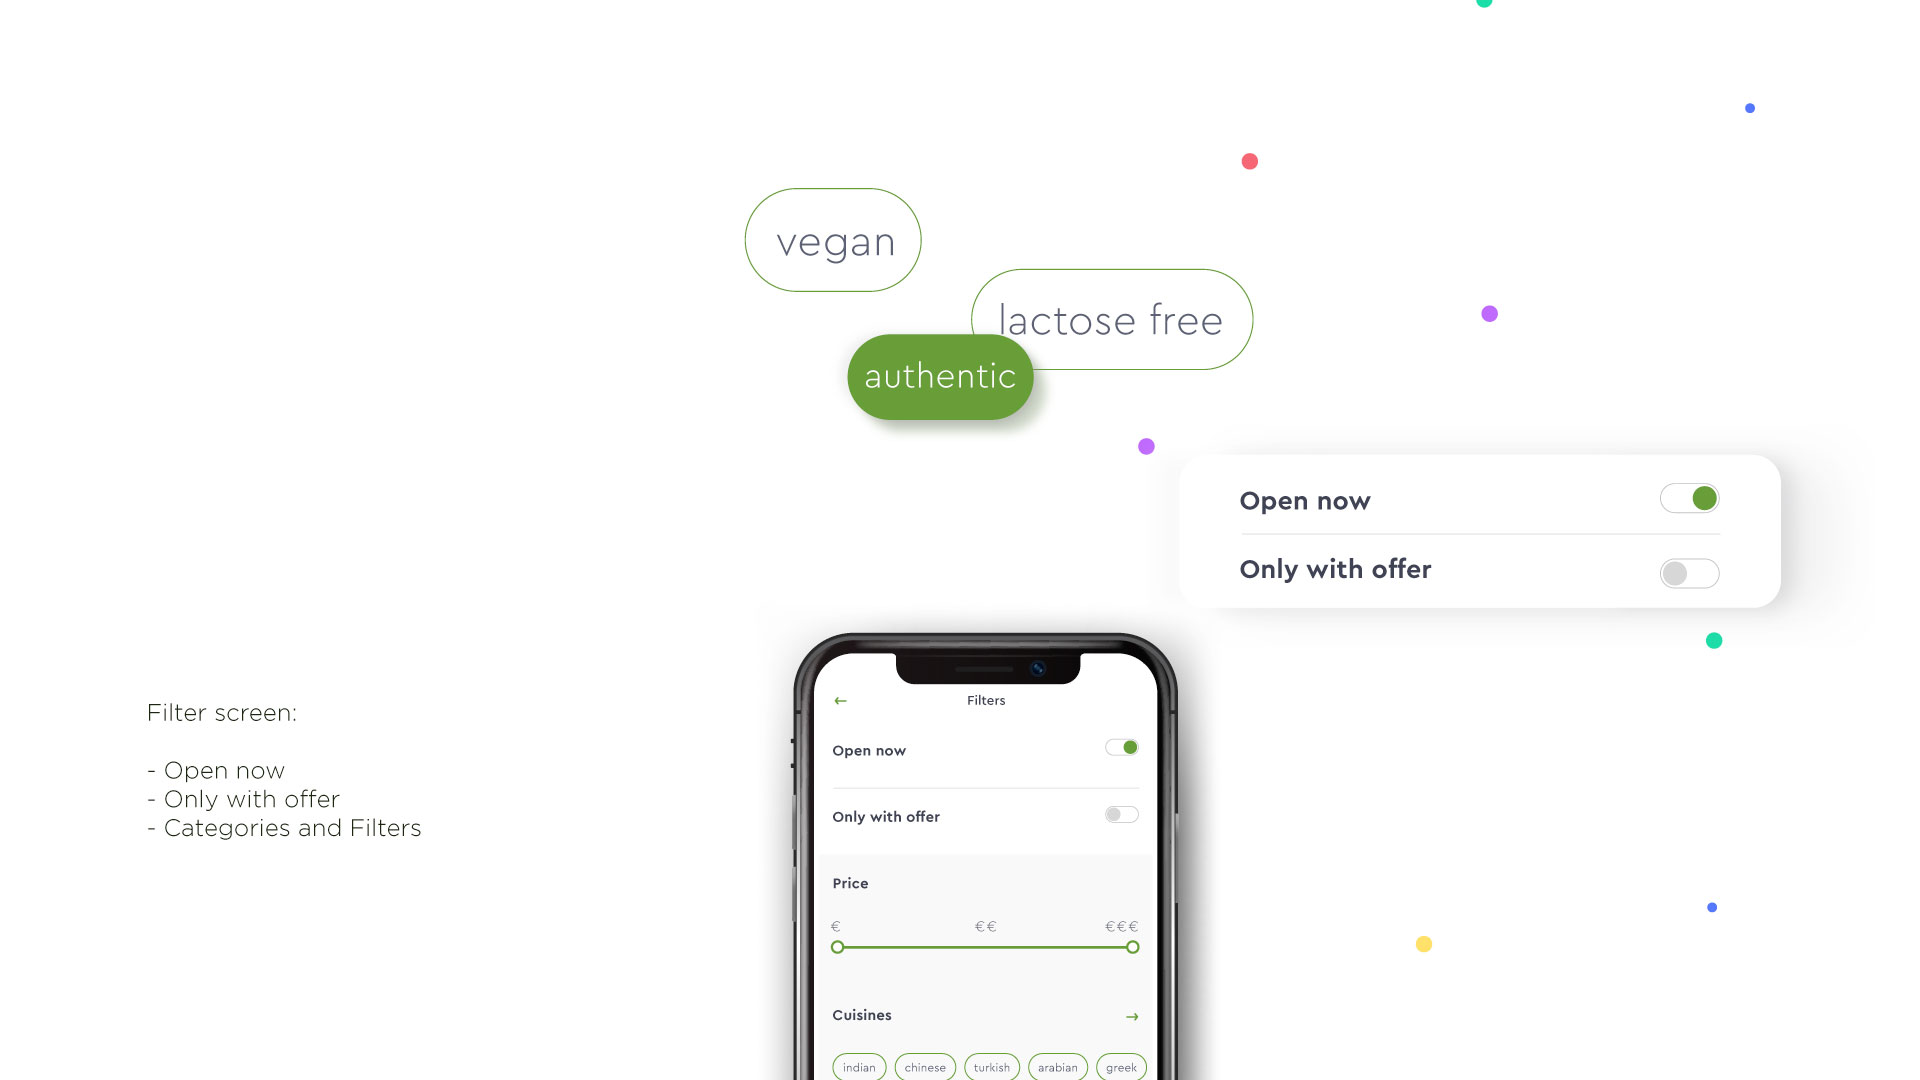 vegan
lactose free
authentic
Open now
Only with offer
Filter screen:
- Open now
- Only with offer
- Categories and Filters
Filters
Open now
Only with offer
Price
€ €€ €€€
Cuisines
indian chinese turkish arabian greek